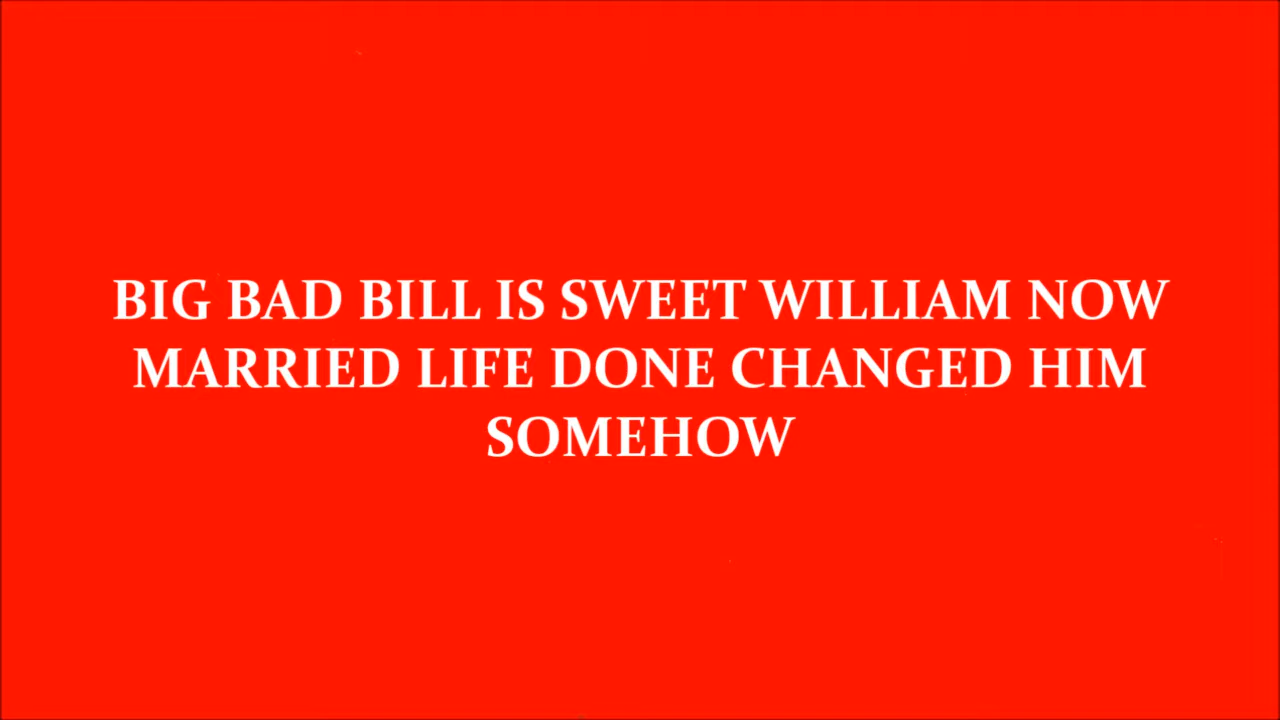 BIG BAD BILL IS SWEET WILLIAM NOW
MARRIED LIFE DONE CHANGED HIM
SOMEHOW